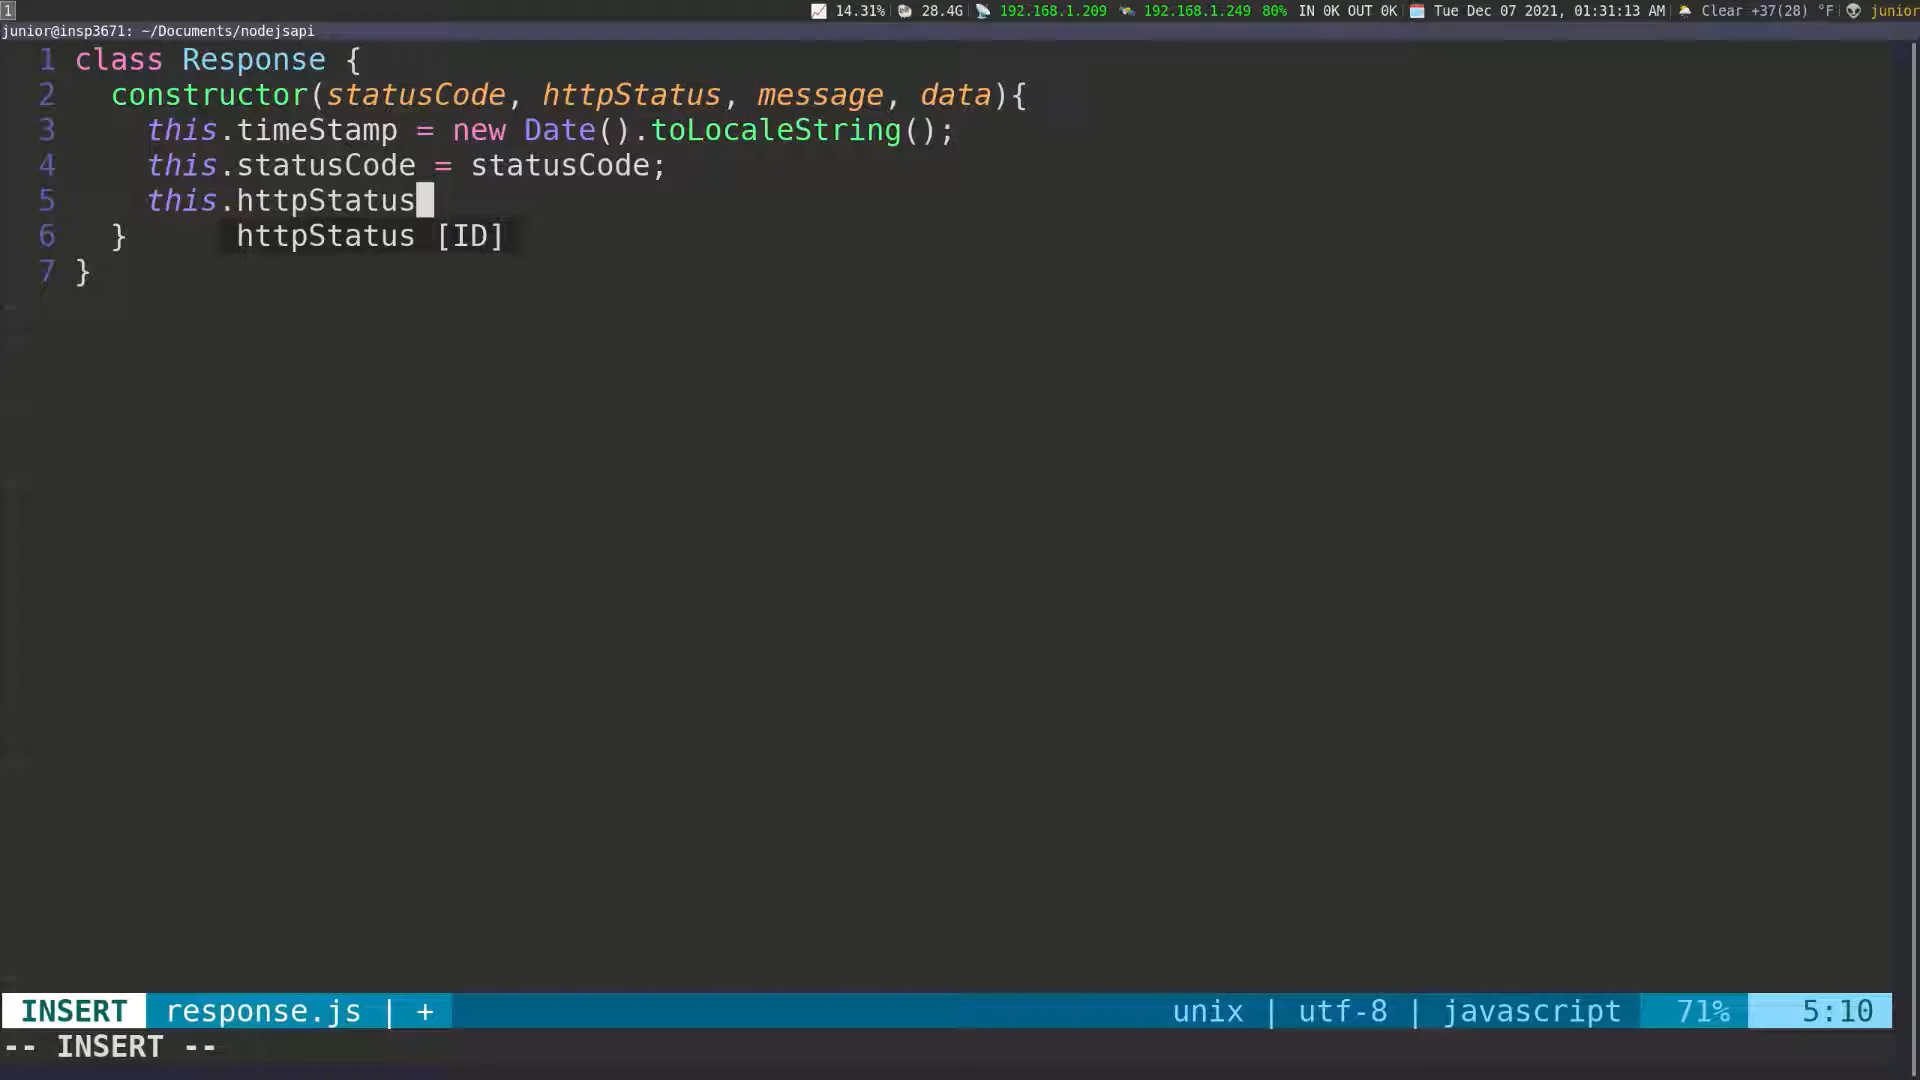 1 14.31% 28.4G 192.168.1.209 192.168.1.249 80% IN 0K OUT 0K Tue Dec 07 2021, 01:31:13 AM Clear +37(28) °F junior
junior@insp3671: ~/Documents/nodejsapi
1 class Response {
2   constructor(statusCode, httpStatus, message, data){
3     this.timeStamp = new Date().toLocaleString();
4     this.statusCode = statusCode;
5     this.httpStatus
6   }      httpStatus [ID]
7 }
INSERT response.js | + unix | utf-8 | javascript 71% 5:10
-- INSERT --